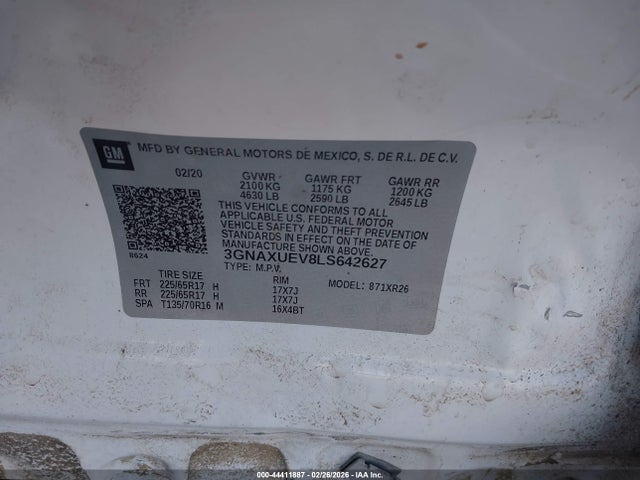 GM MFD BY GENERAL MOTORS DE MEXICO, S. DE R.L. DE C.V.
02/20 GVWR GAWR FRT GAWR RR
2100 KG 1175 KG 1200 KG
4630 LB 2590 LB 2645 LB
THIS VEHICLE CONFORMS TO ALL
APPLICABLE U.S. FEDERAL MOTOR
VEHICLE SAFETY AND THEFT PREVENTION
STANDARDS IN EFFECT ON THE
DATE OF MANUFACTURE SHOWN ABOVE.
8624 3GNAXUEV8LS642627
TYPE: M.P.V.
TIRE SIZE RIM MODEL: 871XR26
FRT 225/65R17 H 17X7J
RR 225/65R17 H 17X7J
SPA T135/70R16 M 16X4BT
000-44411887 02/26/2026 IAAI.COM